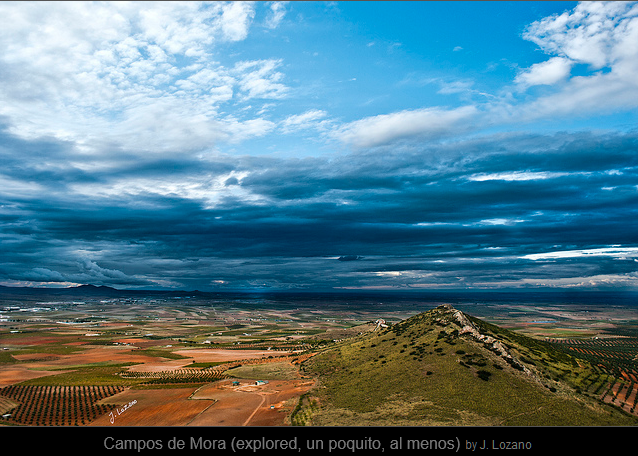 J. Lozano
Campos de Mora (explored, un poquito, al menos) by J. Lozano